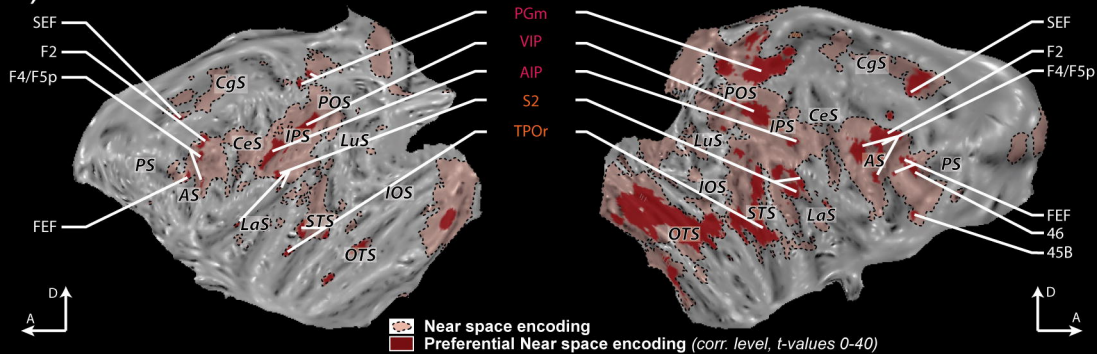 SEF
F2
F4/F5p
FEF
CgS
POS
CeS
IPS
LuS
PS
AS
IOS
LaS
STS
OTS
D
A
PGm
VIP
AIP
S2
TPOr
CgS
POS
CeS
IPS
LuS
AS
PS
IOS
STS
LaS
OTS
SEF
F2
F4/F5p
FEF
46
45B
D
A
Near space encoding
Preferential Near space encoding (corr. level, t-values 0-40)